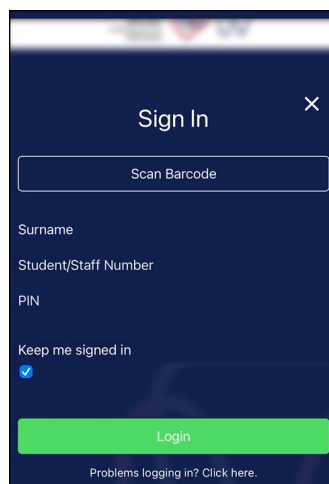 Sign In
Scan Barcode
Surname
Student/Staff Number
PIN
Keep me signed in
Login
Problems logging in? Click here.